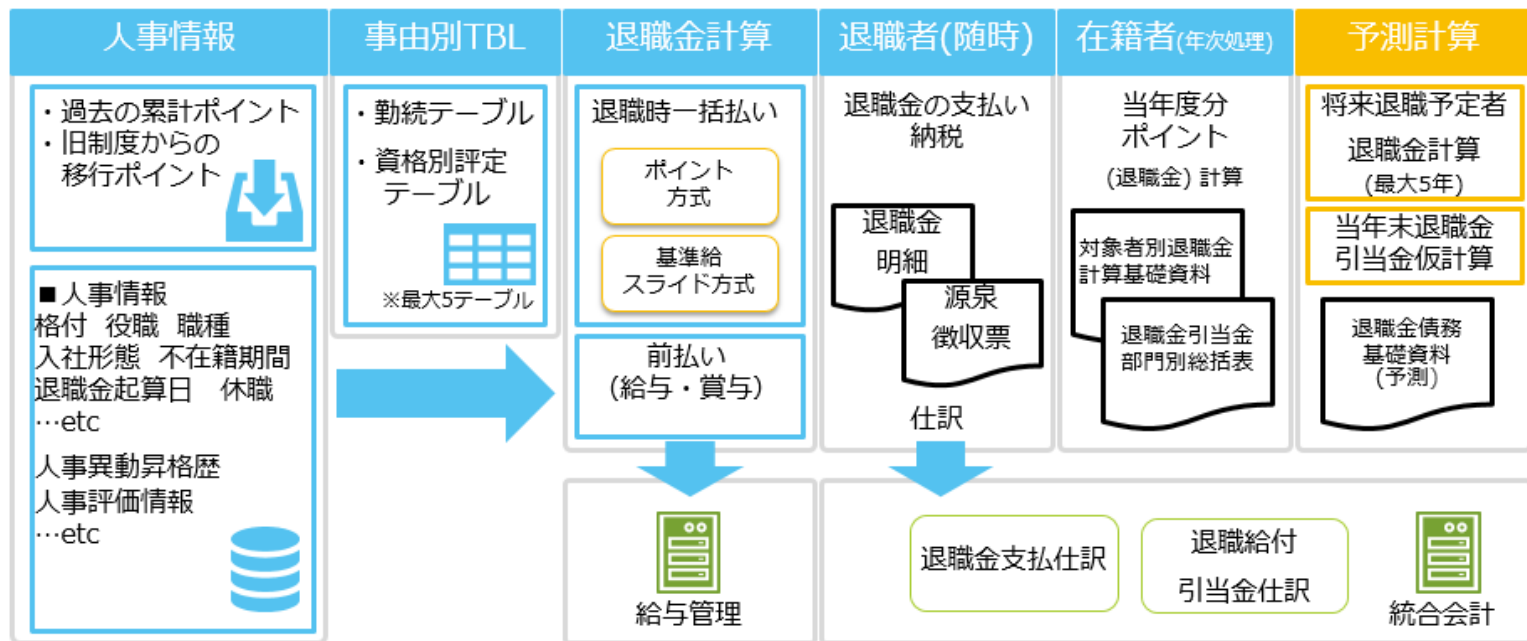 人事情報
・過去の累計ポイント
・旧制度からの
移行ポイント
■人事情報
格付 役職 職種
入社形態 不在籍期間
退職金起算日 休職
…etc
人事異動昇格歴
人事評価情報
…etc
事由別TBL
・勤続テーブル
・資格別評定
テーブル
※最大5テーブル
退職金計算
退職時一括払い
ポイント
方式
基準給
スライド方式
前払い
(給与・賞与)
給与管理
退職者(随時)
退職金の支払い
納税
退職金
明細
源泉
徴収票
仕訳
在籍者(年次処理)
当年度分
ポイント
(退職金) 計算
対象者別退職金
計算基礎資料
退職金引当金
部門別総括表
予測計算
将来退職予定者
退職金計算
(最大5年)
当年末退職金
引当金仮計算
退職金債務
基礎資料
(予測)
退職金支払仕訳
退職給付
引当金仕訳
統合会計